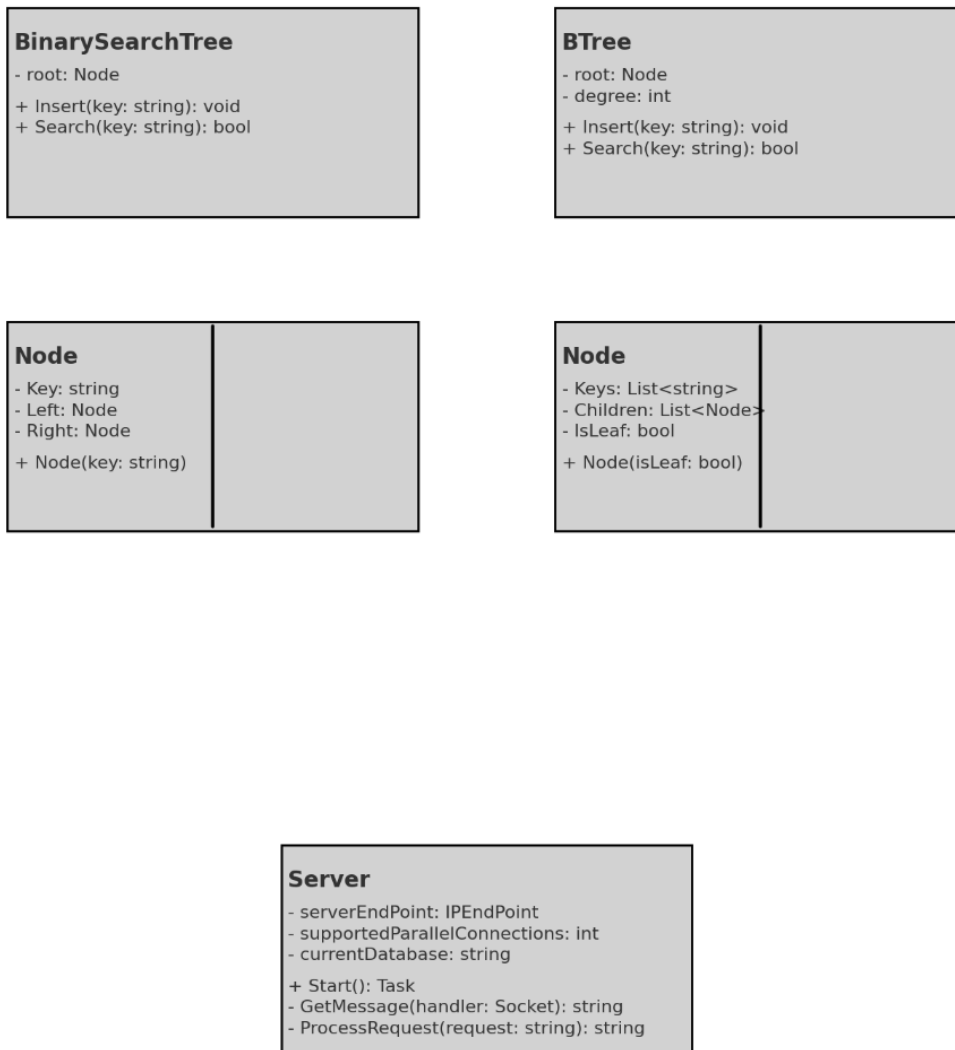 BinarySearchTree
- root: Node
+ Insert(key: string): void
+ Search(key: string): bool
BTree
- root: Node
- degree: int
+ Insert(key: string): void
+ Search(key: string): bool
Node
- Key: string
- Left: Node
- Right: Node
+ Node(key: string)
Node
- Keys: List<string>
- Children: List<Node>
- IsLeaf: bool
+ Node(isLeaf: bool)
Server
- serverEndPoint: IPEndPoint
- supportedParallelConnections: int
- currentDatabase: string
+ Start(): Task
- GetMessage(handler: Socket): string
- ProcessRequest(request: string): string